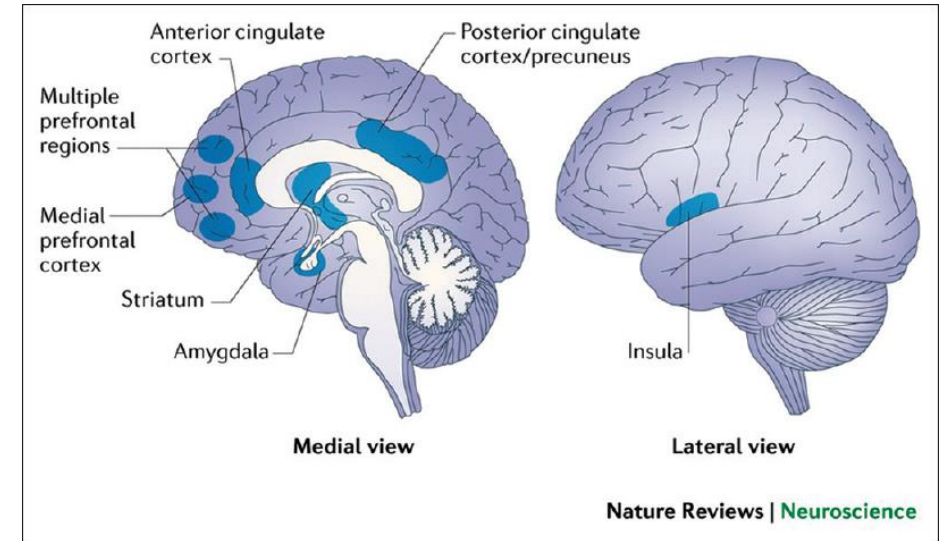 Anterior cingulate
cortex
Posterior cingulate
cortex/precuneus
Multiple
prefrontal
regions
Medial
prefrontal
cortex
Striatum
Amygdala
Insula
Medial view
Lateral view
Nature Reviews | Neuroscience